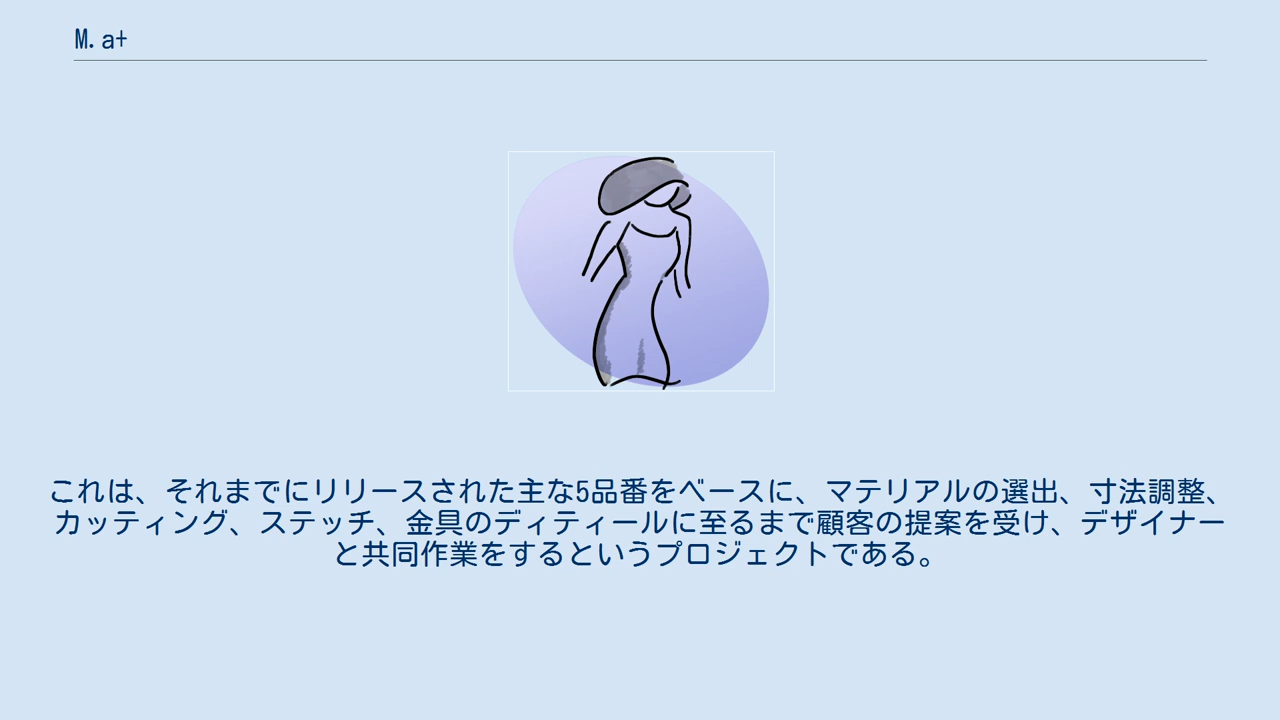 M.a+
これは、それまでにリリースされた主な5品番をベースに、マテリアルの選出、寸法調整、
カッティング、ステッチ、金具のディティールに至るまで顧客の提案を受け、デザイナー
と共同作業をするというプロジェクトである。